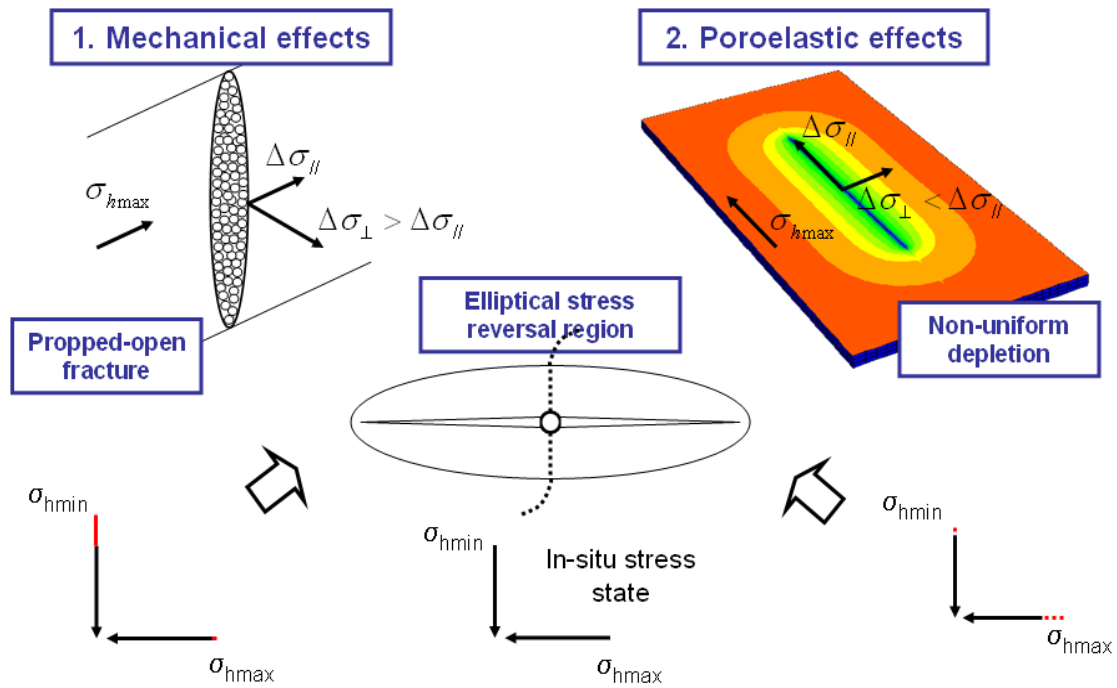 1. Mechanical effects
2. Poroelastic effects
σhmax
Δσ//
Δσ⊥ > Δσ//
Δσ//
Δσ⊥ < Δσ//
σhmax
Propped-open
fracture
Elliptical stress
reversal region
Non-uniform
depletion
σhmin
σhmax
σhmin
In-situ stress
state
σhmax
σhmin
σhmax